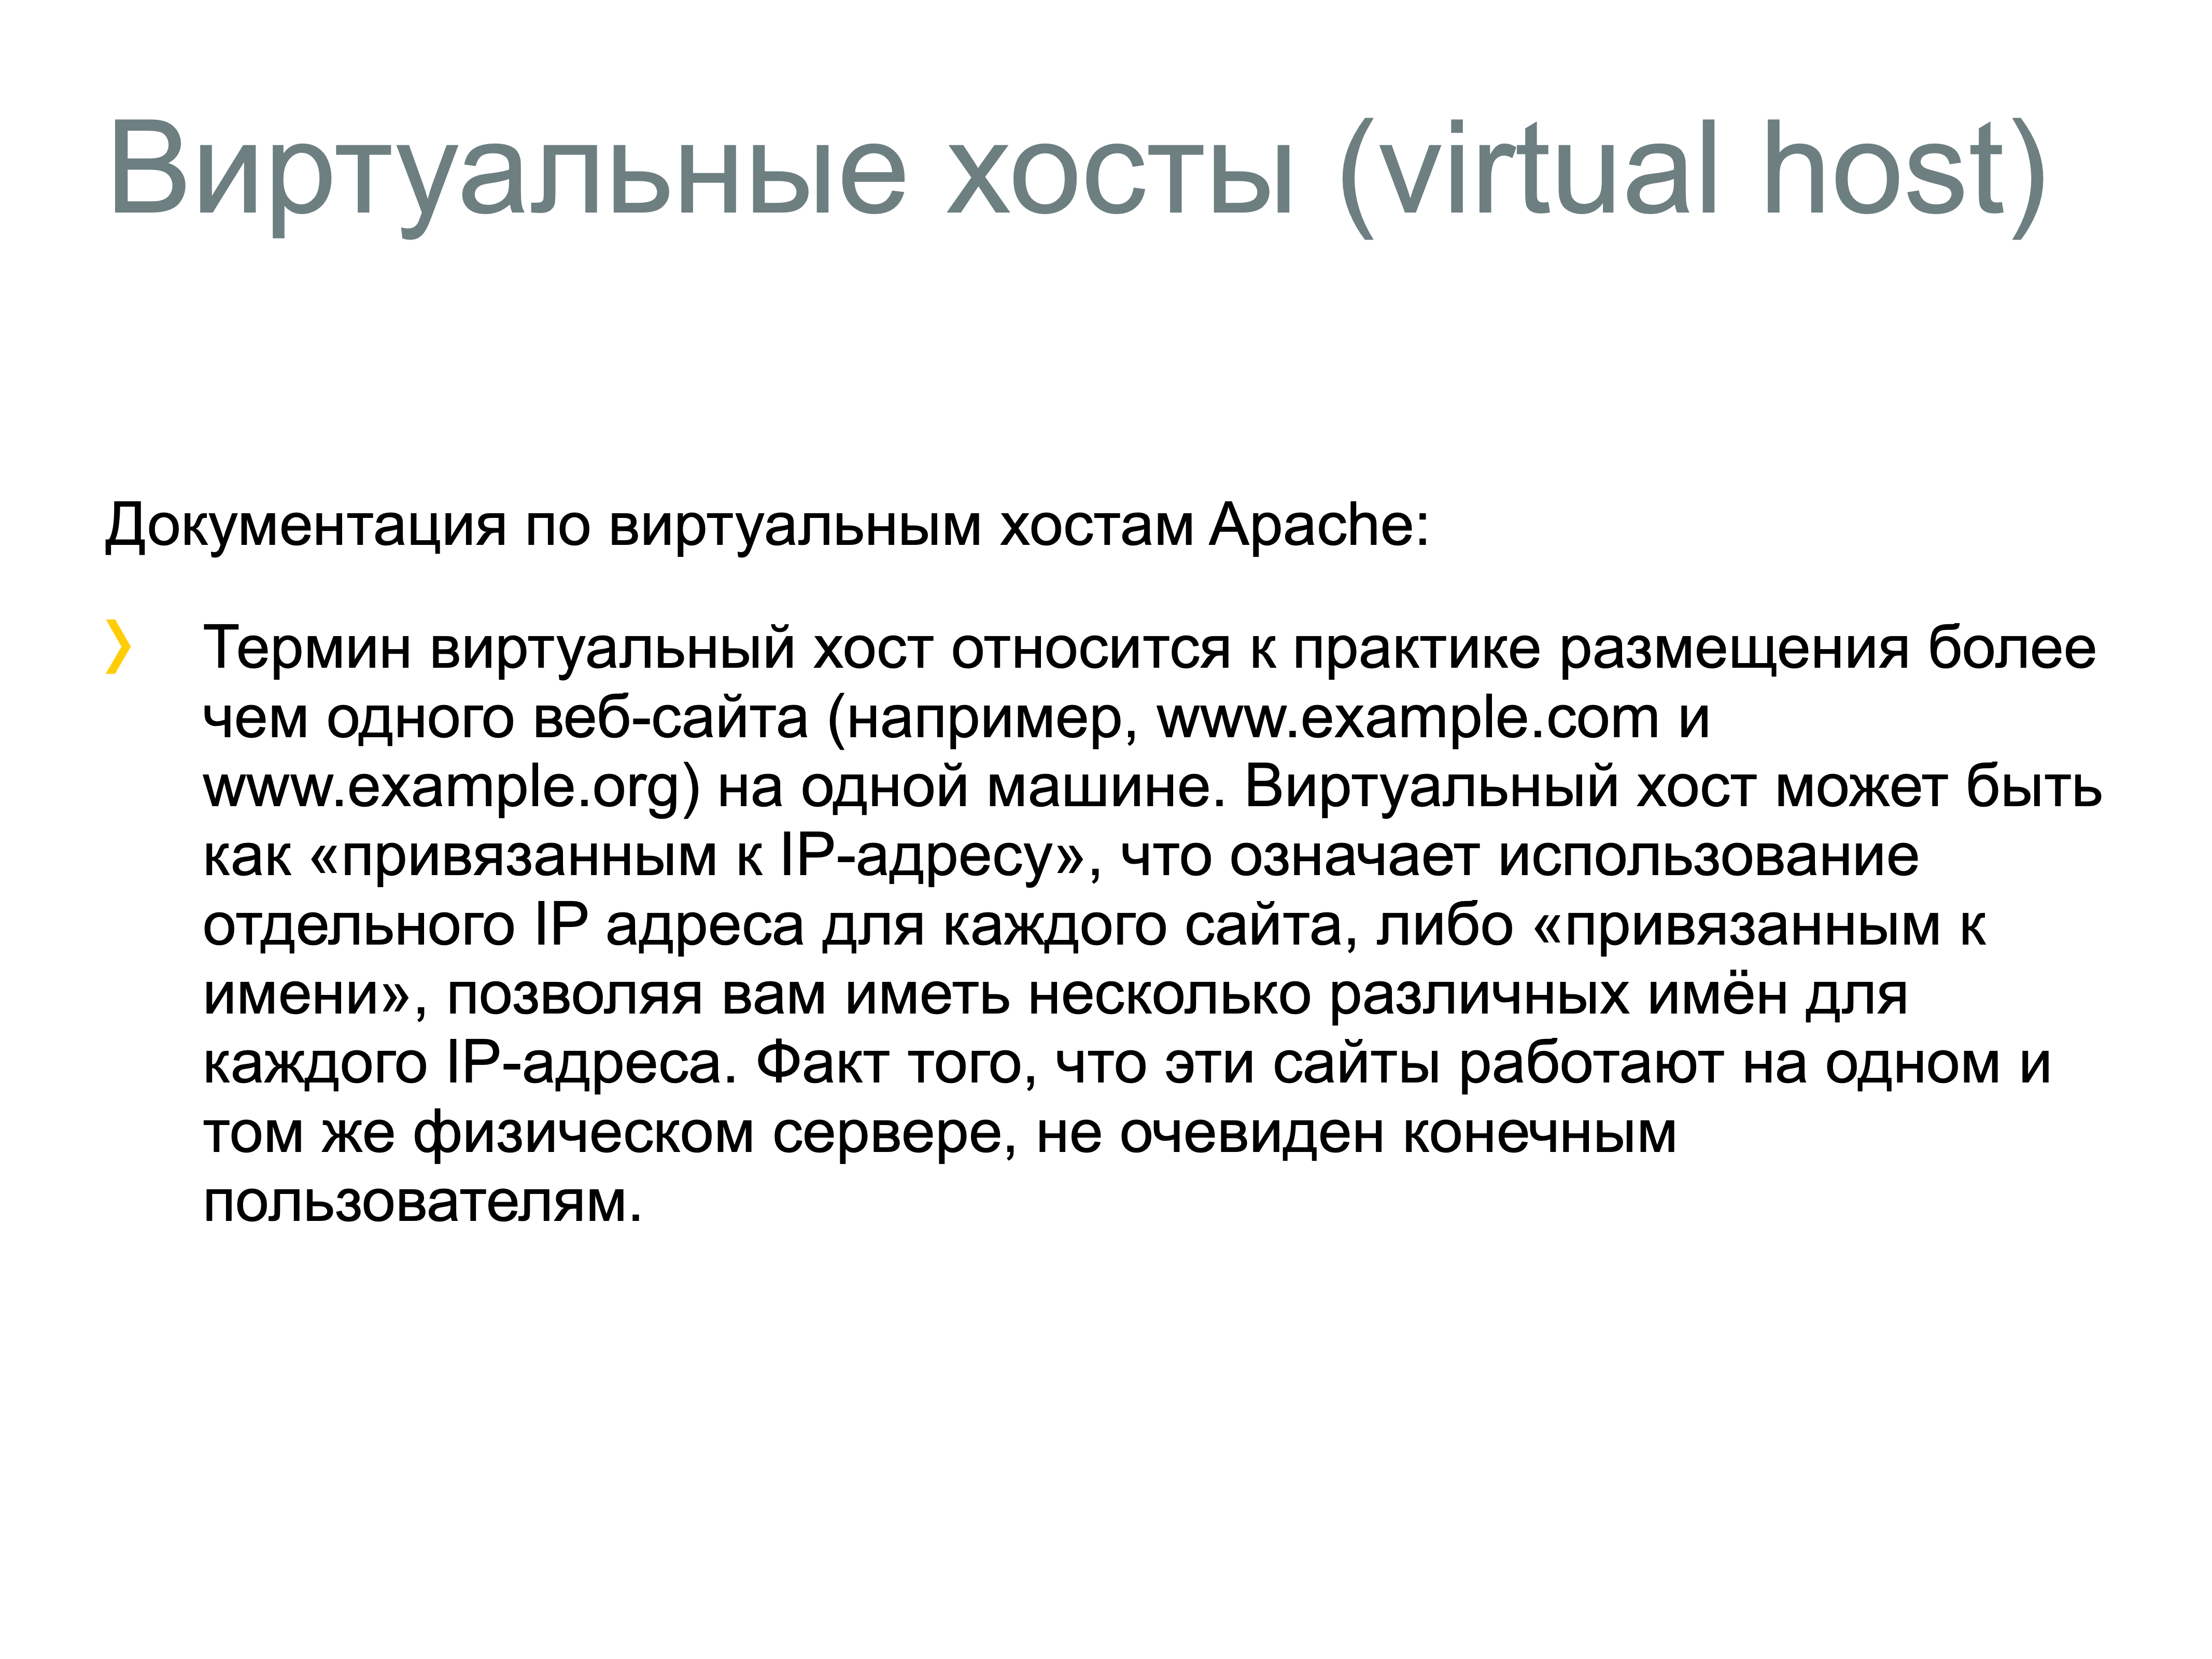 Виртуальные хосты (virtual host)
Документация по виртуальным хостам Apache:
❯ Термин виртуальный хост относится к практике размещения более
чем одного веб-сайта (например, www.example.com и
www.example.org) на одной машине. Виртуальный хост может быть
как «привязанным к IP-адресу», что означает использование
отдельного IP адреса для каждого сайта, либо «привязанным к
имени», позволяя вам иметь несколько различных имён для
каждого IP-адреса. Факт того, что эти сайты работают на одном и
том же физическом сервере, не очевиден конечным
пользователям.